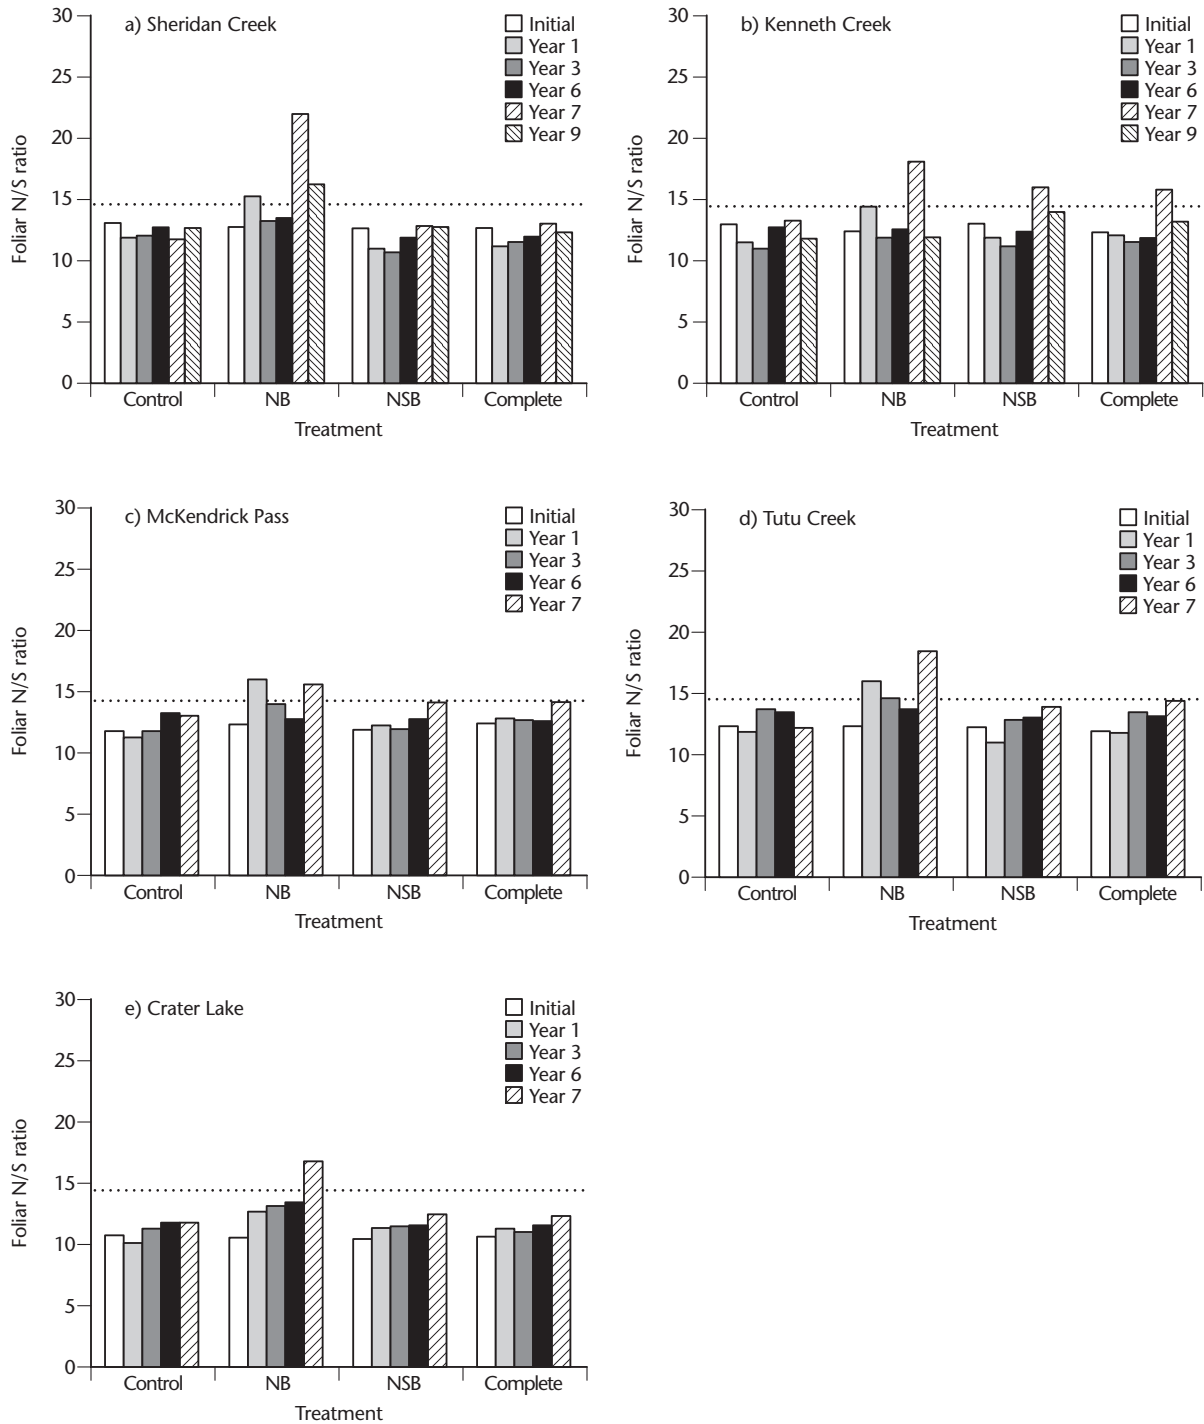 a) Sheridan Creek
Initial
Year 1
Year 3
Year 6
Year 7
Year 9
30
25
20
15
10
5
0
Foliar N/S ratio
Control NB NSB Complete
Treatment
b) Kenneth Creek
Initial
Year 1
Year 3
Year 6
Year 7
Year 9
30
25
20
15
10
5
0
Foliar N/S ratio
Control NB NSB Complete
Treatment
c) McKendrick Pass
Initial
Year 1
Year 3
Year 6
Year 7
30
25
20
15
10
5
0
Foliar N/S ratio
Control NB NSB Complete
Treatment
d) Tutu Creek
Initial
Year 1
Year 3
Year 6
Year 7
30
25
20
15
10
5
0
Foliar N/S ratio
Control NB NSB Complete
Treatment
e) Crater Lake
Initial
Year 1
Year 3
Year 6
Year 7
30
25
20
15
10
5
0
Foliar N/S ratio
Control NB NSB Complete
Treatment